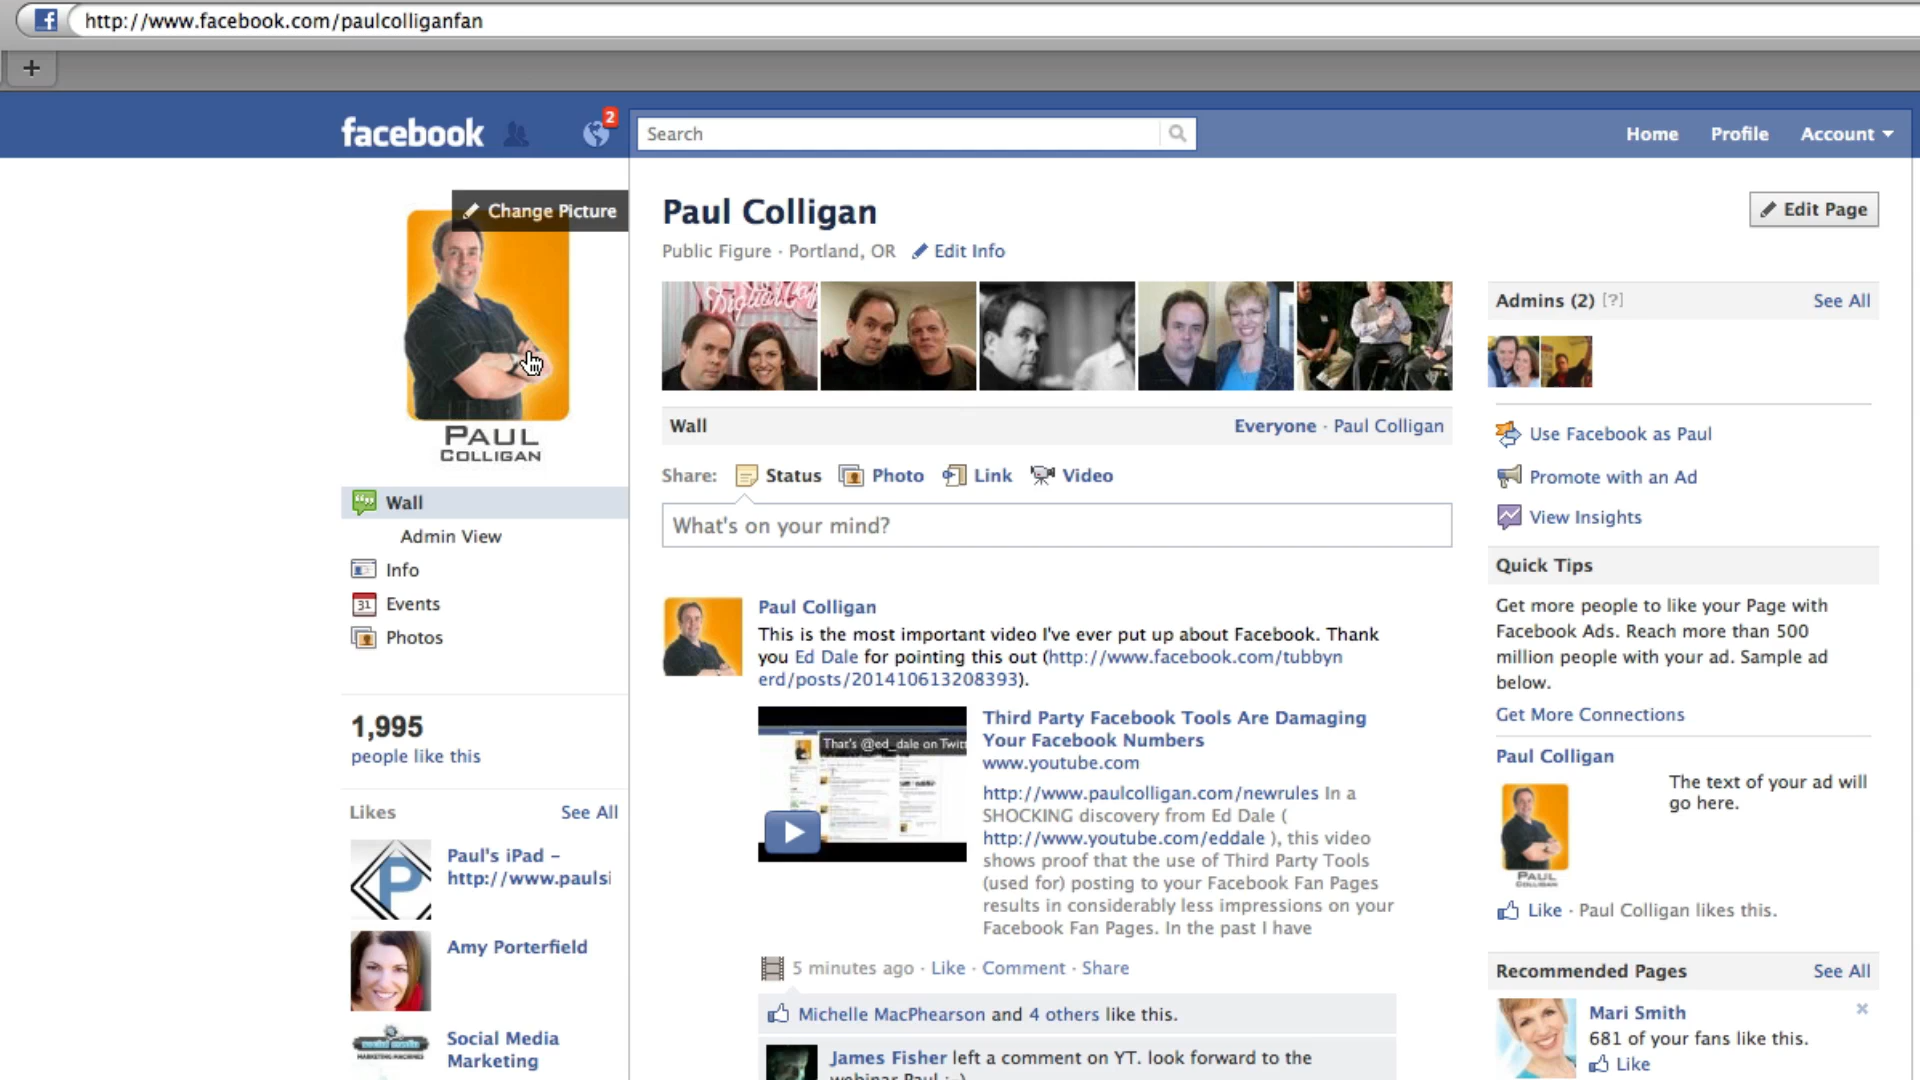 http://www.facebook.com/paulcolliganfan
+
facebook
2
Search
Home Profile Account
Change Picture
PAUL
COLLIGAN
Wall
Admin View
Info
31 Events
Photos
1,995
people like this
Likes See All
Paul's iPad –
http://www.paulsi
Amy Porterfield
Social Media
Marketing
Paul Colligan
Public Figure · Portland, OR Edit Info
Edit Page
Wall Everyone · Paul Colligan
Share: Status Photo Link Video
What's on your mind?
Paul Colligan
This is the most important video I've ever put up about Facebook. Thank
you Ed Dale for pointing this out (http://www.facebook.com/tubbyn
erd/posts/201410613208393).
That's @ed_dale on Twitt
Third Party Facebook Tools Are Damaging
Your Facebook Numbers
www.youtube.com
http://www.paulcolligan.com/newrules In a
SHOCKING discovery from Ed Dale (
http://www.youtube.com/eddale ), this video
shows proof that the use of Third Party Tools
(used for) posting to your Facebook Fan Pages
results in considerably less impressions on your
Facebook Fan Pages. In the past I have
5 minutes ago · Like · Comment · Share
Michelle MacPhearson and 4 others like this.
James Fisher left a comment on YT. look forward to the
webinar Paul :-)
Admins (2) [?] See All
Use Facebook as Paul
Promote with an Ad
View Insights
Quick Tips
Get more people to like your Page with
Facebook Ads. Reach more than 500
million people with your ad. Sample ad
below.
Get More Connections
Paul Colligan
The text of your ad will
go here.
PAUL
COLLIGAN
Like · Paul Colligan likes this.
Recommended Pages See All
Mari Smith ×
681 of your fans like this.
Like